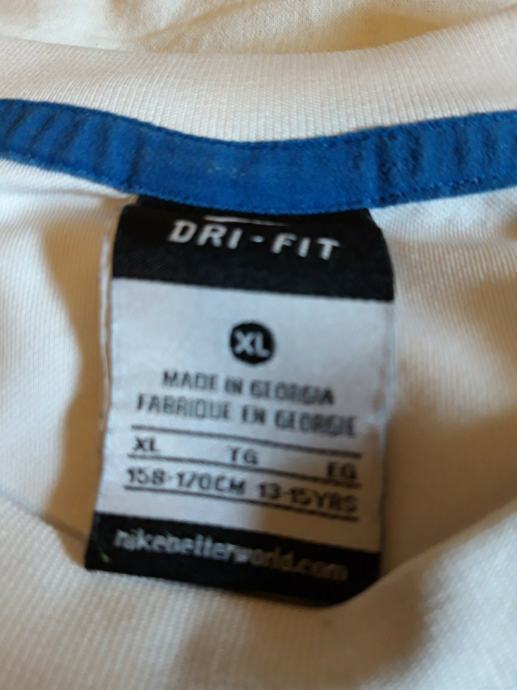 DRI-FIT
XL
MADE IN GEORGIA
FABRIQUE EN GEORGIE
XL TG EG
158-170CM 13-15YRS
nikebetterworld.com